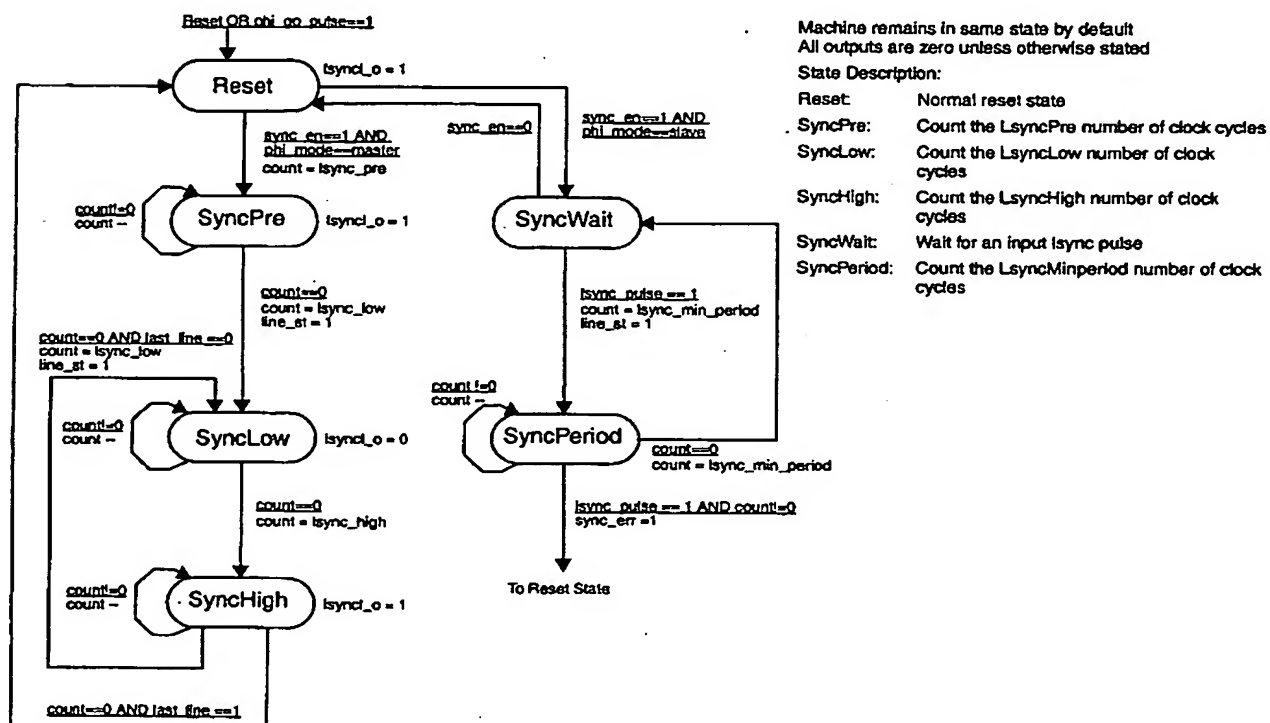 Reset OR phi_go_pulse==1
Reset
lsyncl_o = 1
sync_en==1 AND
phi_mode==master
count = lsync_pre
sync_en==0
sync_en==1 AND
phi_mode==slave
count!=0
count --
SyncPre
lsyncl_o = 1
SyncWait
count==0
count = lsync_low
line_st = 1
lsync_pulse == 1
count = lsync_min_period
line_st = 1
count==0 AND last_line ==0
count = lsync_low
line_st = 1
count!=0
count --
SyncLow
lsyncl_o = 0
count !=0
count --
SyncPeriod
count==0
count = lsync_min_period
count==0
count = lsync_high
lsync_pulse == 1 AND count!=0
sync_err =1
To Reset State
count!=0
count --
SyncHigh
lsyncl_o = 1
count==0 AND last_line ==1
Machine remains in same state by default
All outputs are zero unless otherwise stated
State Description:
Reset: Normal reset state
SyncPre: Count the LsyncPre number of clock cycles
SyncLow: Count the LsyncLow number of clock
cycles
SyncHigh: Count the LsyncHigh number of clock
cycles
SyncWait: Wait for an input lsync pulse
SyncPeriod: Count the LsyncMinperiod number of clock
cycles